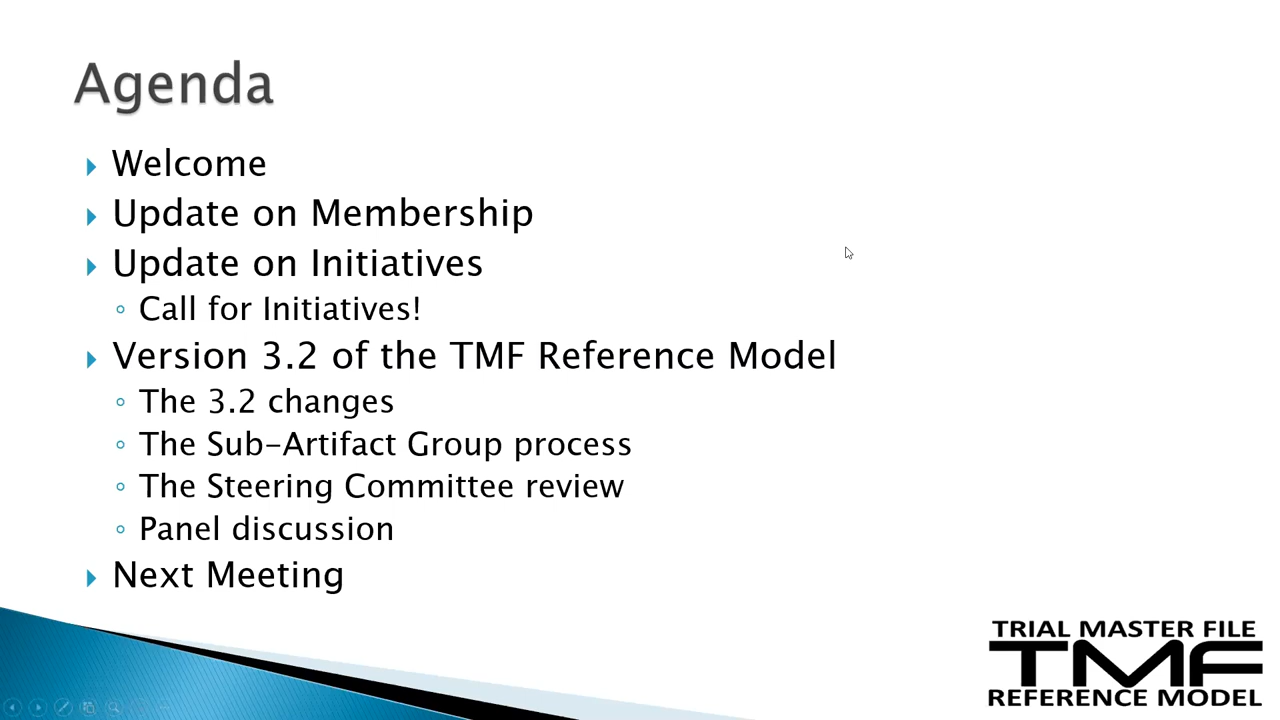 Agenda
Welcome
Update on Membership
Update on Initiatives
Call for Initiatives!
Version 3.2 of the TMF Reference Model
The 3.2 changes
The Sub-Artifact Group process
The Steering Committee review
Panel discussion
Next Meeting
TRIAL MASTER FILE
TMF
REFERENCE MODEL